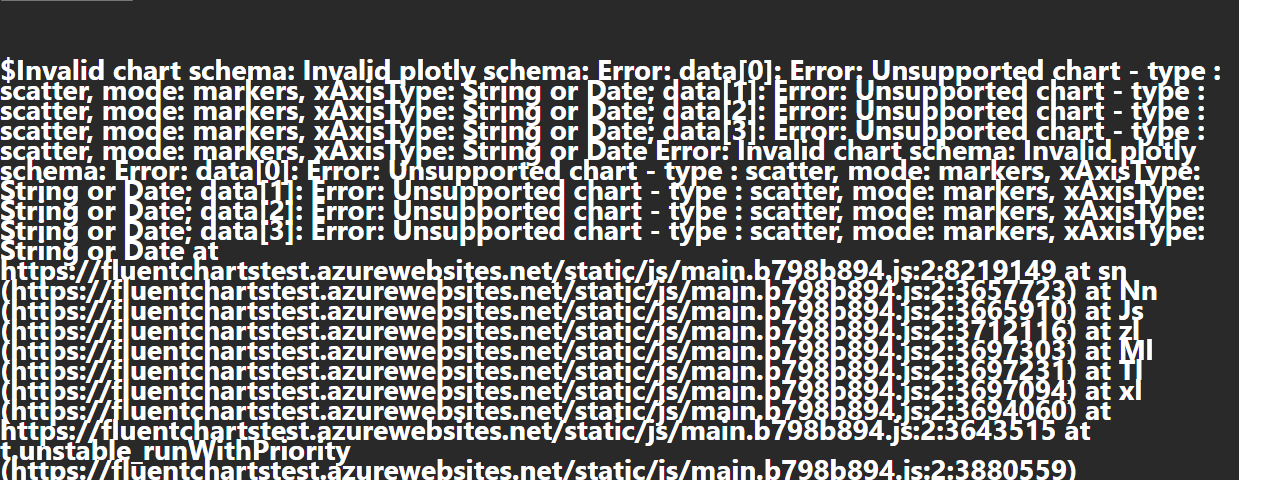 $Invalid chart schema: Invalid plotly schema: Error: data[0]: Error: Unsupported chart - type :
scatter, mode: markers, xAxisType: String or Date; data[1]: Error: Unsupported chart - type :
scatter, mode: markers, xAxisType: String or Date; data[2]: Error: Unsupported chart - type :
scatter, mode: markers, xAxisType: String or Date; data[3]: Error: Unsupported chart - type :
scatter, mode: markers, xAxisType: String or Date Error: Invalid chart schema: Invalid plotly
schema: Error: data[0]: Error: Unsupported chart - type : scatter, mode: markers, xAxisType:
String or Date; data[1]: Error: Unsupported chart - type : scatter, mode: markers, xAxisType:
String or Date; data[2]: Error: Unsupported chart - type : scatter, mode: markers, xAxisType:
String or Date; data[3]: Error: Unsupported chart - type : scatter, mode: markers, xAxisType:
String or Date at
https://fluentchartstest.azurewebsites.net/static/js/main.b798b894.js:2:8219149 at sn
(https://fluentchartstest.azurewebsites.net/static/js/main.b798b894.js:2:3657723) at Nn
(https://fluentchartstest.azurewebsites.net/static/js/main.b798b894.js:2:3665910) at Js
(https://fluentchartstest.azurewebsites.net/static/js/main.b798b894.js:2:3712116) at zl
(https://fluentchartstest.azurewebsites.net/static/js/main.b798b894.js:2:3697303) at Ml
(https://fluentchartstest.azurewebsites.net/static/js/main.b798b894.js:2:3697231) at Tl
(https://fluentchartstest.azurewebsites.net/static/js/main.b798b894.js:2:3697094) at xl
(https://fluentchartstest.azurewebsites.net/static/js/main.b798b894.js:2:3694060) at
https://fluentchartstest.azurewebsites.net/static/js/main.b798b894.js:2:3643515 at
t.unstable_runWithPriority
(https://fluentchartstest.azurewebsites.net/static/js/main.b798b894.js:2:3880559)